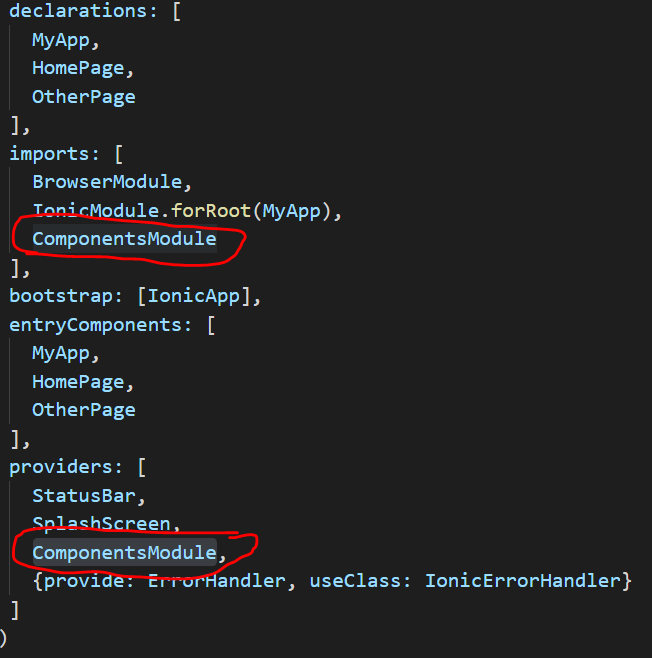 declarations: [
MyApp,
HomePage,
OtherPage
],
imports: [
BrowserModule,
IonicModule.forRoot(MyApp),
ComponentsModule
],
bootstrap: [IonicApp],
entryComponents: [
MyApp,
HomePage,
OtherPage
],
providers: [
StatusBar,
SplashScreen,
ComponentsModule,
{provide: ErrorHandler, useClass: IonicErrorHandler}
]
)